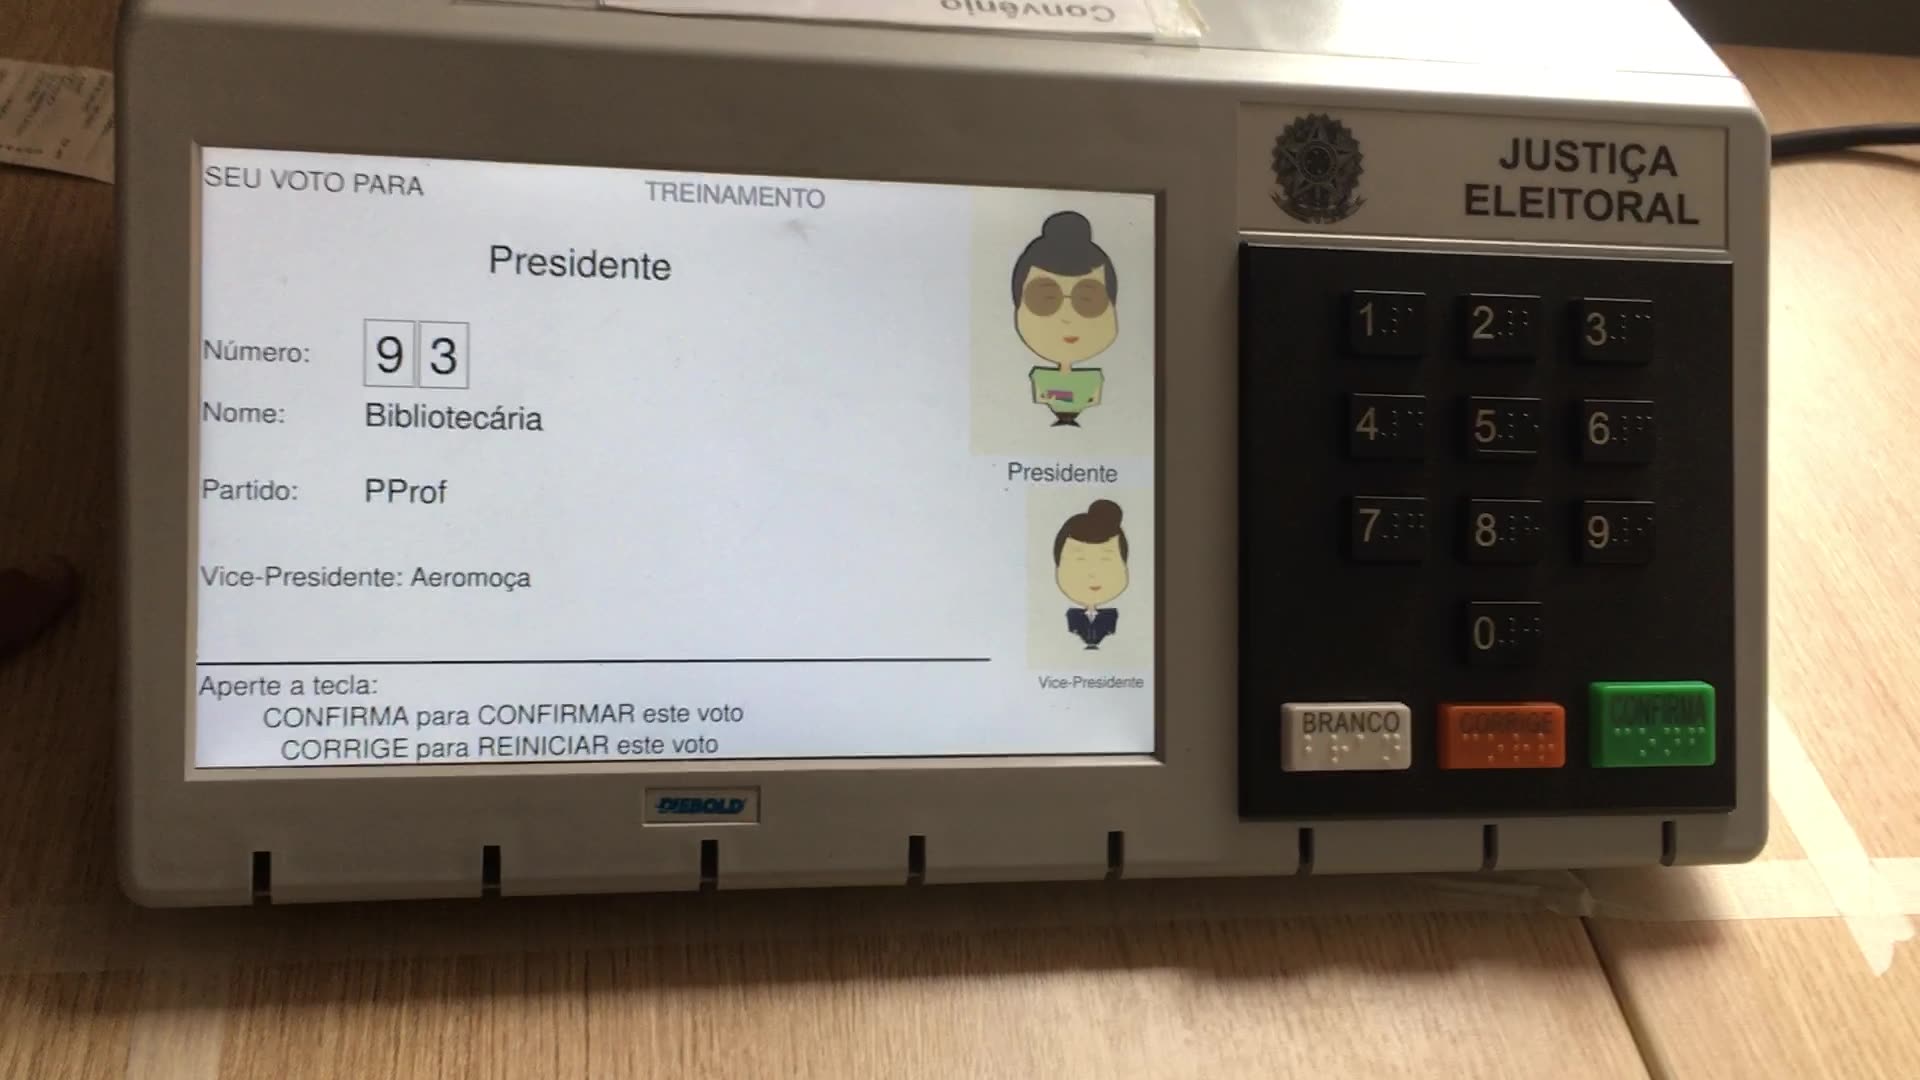 Convênio
SEU VOTO PARA
TREINAMENTO
Presidente
Número: 9 3
Nome: Bibliotecária
Partido: PProf
Vice-Presidente: Aeromoça
Presidente
Vice-Presidente
Aperte a tecla:
CONFIRMA para CONFIRMAR este voto
CORRIGE para REINICIAR este voto
DIEBOLD
JUSTIÇA
ELEITORAL
1 2 3
4 5 6
7 8 9
0
BRANCO CORRIGE CONFIRMA